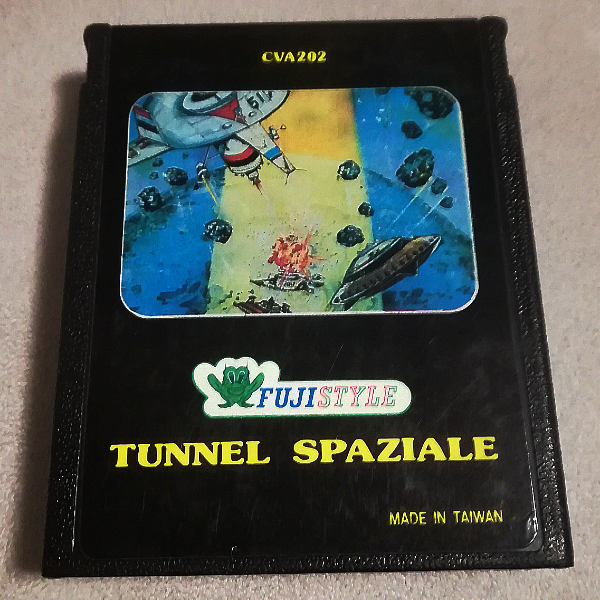 CVA202
FUJISTYLE
TUNNEL SPAZIALE
MADE IN TAIWAN